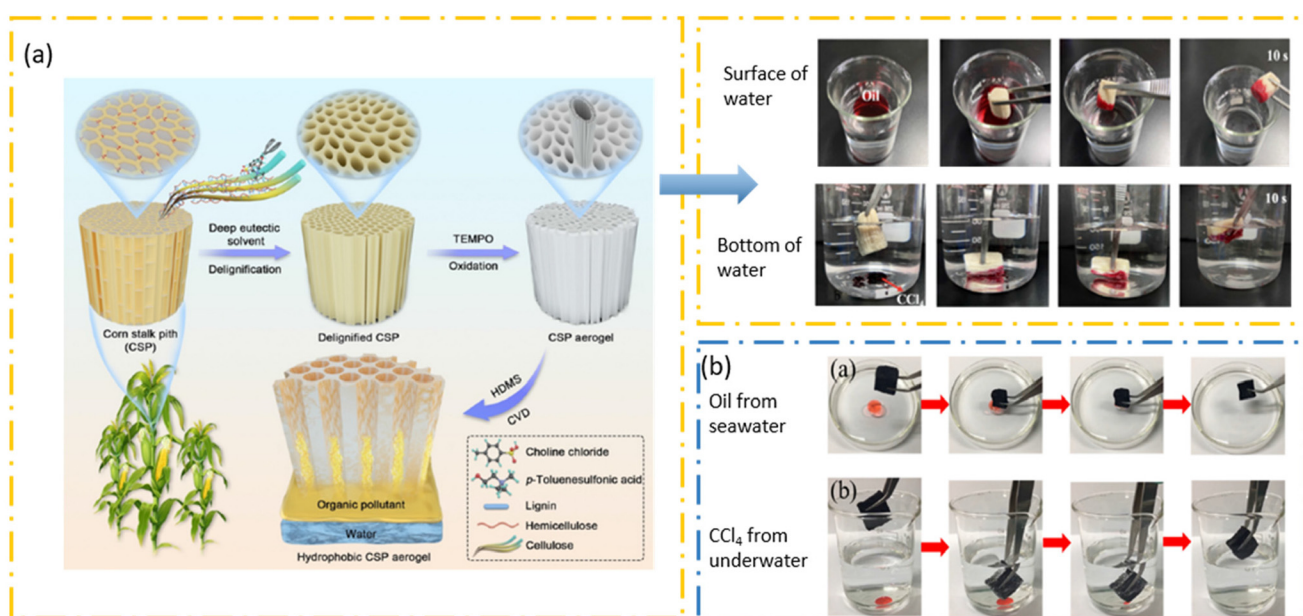 (a)
Deep eutectic
solvent
Delignification
TEMPO
Oxidation
Corn stalk pith
(CSP)
Delignified CSP
CSP aerogel
HDMS
CVD
Organic pollutant
Water
Hydrophobic CSP aerogel
Choline chloride
p-Toluenesulfonic acid
Lignin
Hemicellulose
Cellulose
Surface of
water
Oil
10 s
Bottom of
water
CCl₄
10 s
(b)
Oil from
seawater
(a)
CCl₄ from
underwater
(b)